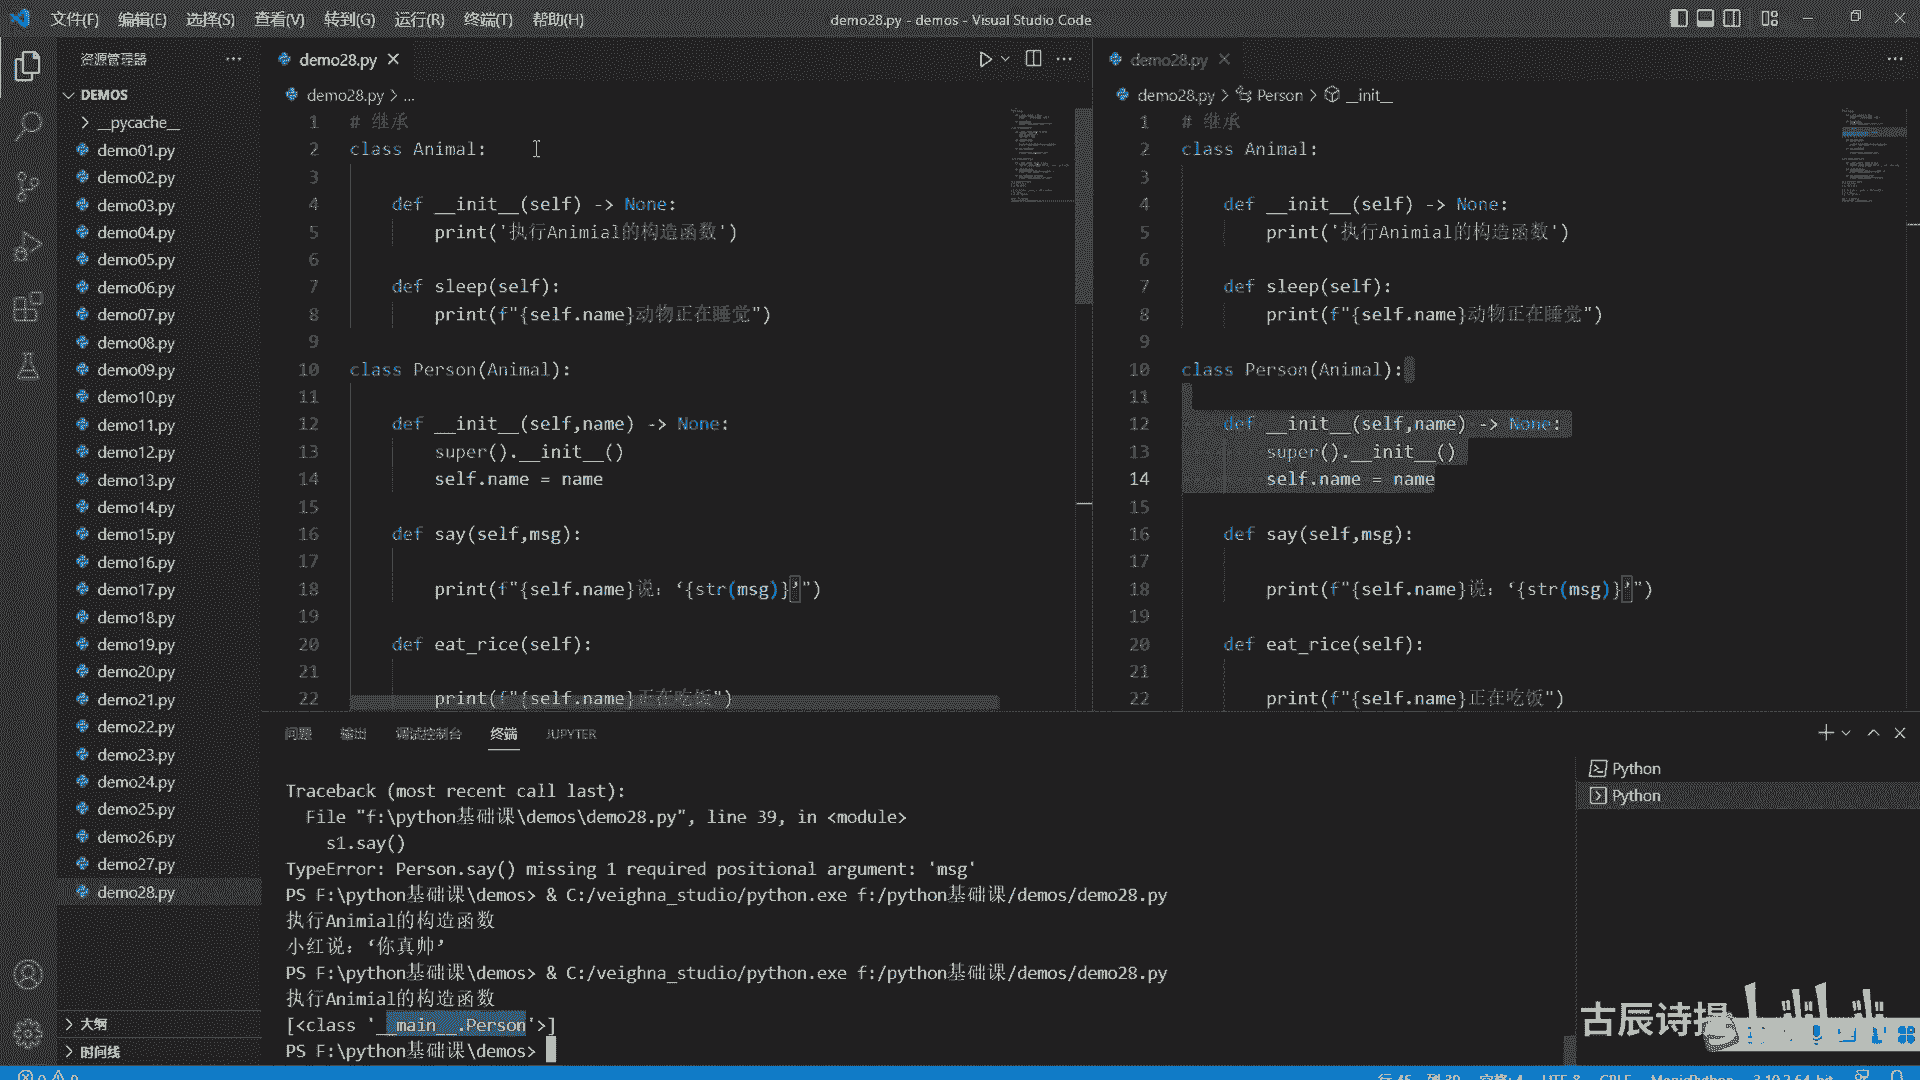 文件(F) 编辑(E) 选择(S) 查看(V) 转到(G) 运行(R) 终端(T) 帮助(H)
demo28.py - demos - Visual Studio Code
资源管理器
DEMOS
__pycache__
demo01.py
demo02.py
demo03.py
demo04.py
demo05.py
demo06.py
demo07.py
demo08.py
demo09.py
demo10.py
demo11.py
demo12.py
demo13.py
demo14.py
demo15.py
demo16.py
demo17.py
demo18.py
demo19.py
demo20.py
demo21.py
demo22.py
demo23.py
demo24.py
demo25.py
demo26.py
demo27.py
demo28.py
大纲
时间线
demo28.py
demo28.py > ...
1 # 继承
2 class Animal:
3
4 def __init__(self) -> None:
5 print('执行Animial的构造函数')
6
7 def sleep(self):
8 print(f"{self.name}动物正在睡觉")
9
10 class Person(Animal):
11
12 def __init__(self,name) -> None:
13 super().__init__()
14 self.name = name
15
16 def say(self,msg):
17
18 print(f"{self.name}说：‘{str(msg)}’")
19
20 def eat_rice(self):
21
22 print(f"{self.name}正在吃饭")
demo28.py
demo28.py > Person > __init__
1 # 继承
2 class Animal:
3
4 def __init__(self) -> None:
5 print('执行Animial的构造函数')
6
7 def sleep(self):
8 print(f"{self.name}动物正在睡觉")
9
10 class Person(Animal):
11
12 def __init__(self,name) -> None:
13 super().__init__()
14 self.name = name
15
16 def say(self,msg):
17
18 print(f"{self.name}说：‘{str(msg)}’")
19
20 def eat_rice(self):
21
22 print(f"{self.name}正在吃饭")
问题 输出 调试控制台 终端 JUPYTER
Traceback (most recent call last):
File "f:\python基础课\demos\demo28.py", line 39, in <module>
s1.say()
TypeError: Person.say() missing 1 required positional argument: 'msg'
PS F:\python基础课\demos> & C:/veighna_studio/python.exe f:/python基础课/demos/demo28.py
执行Animial的构造函数
小红说：‘你真帅’
PS F:\python基础课\demos> & C:/veighna_studio/python.exe f:/python基础课/demos/demo28.py
执行Animial的构造函数
[<class '__main__.Person'>]
PS F:\python基础课\demos>
Python
Python
古辰诗提